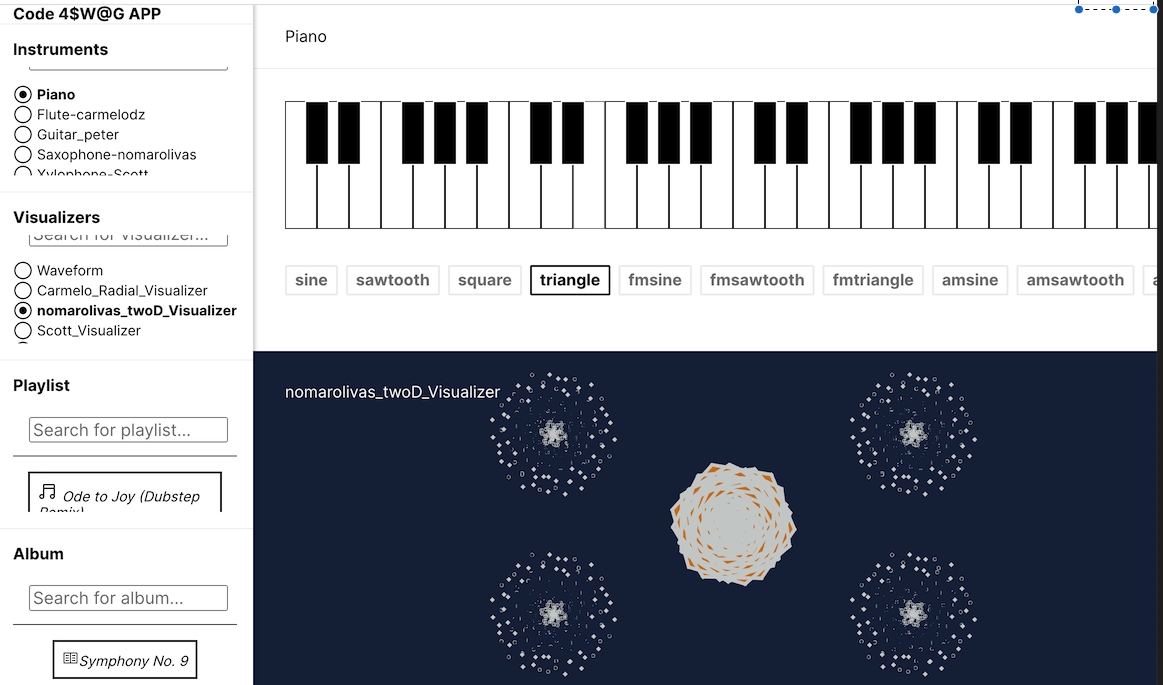 Code 4$W@G APP
Instruments
Piano
Flute-carmelodz
Guitar_peter
Saxophone-nomarolivas
Xylophone-Scott
Visualizers
Search for visualizer...
Waveform
Carmelo_Radial_Visualizer
nomarolivas_twoD_Visualizer
Scott_Visualizer
Playlist
Search for playlist...
Ode to Joy (Dubstep
Remix)
Album
Search for album...
Symphony No. 9
Piano
sine sawtooth square triangle fmsine fmsawtooth fmtriangle amsine amsawtooth
nomarolivas_twoD_Visualizer